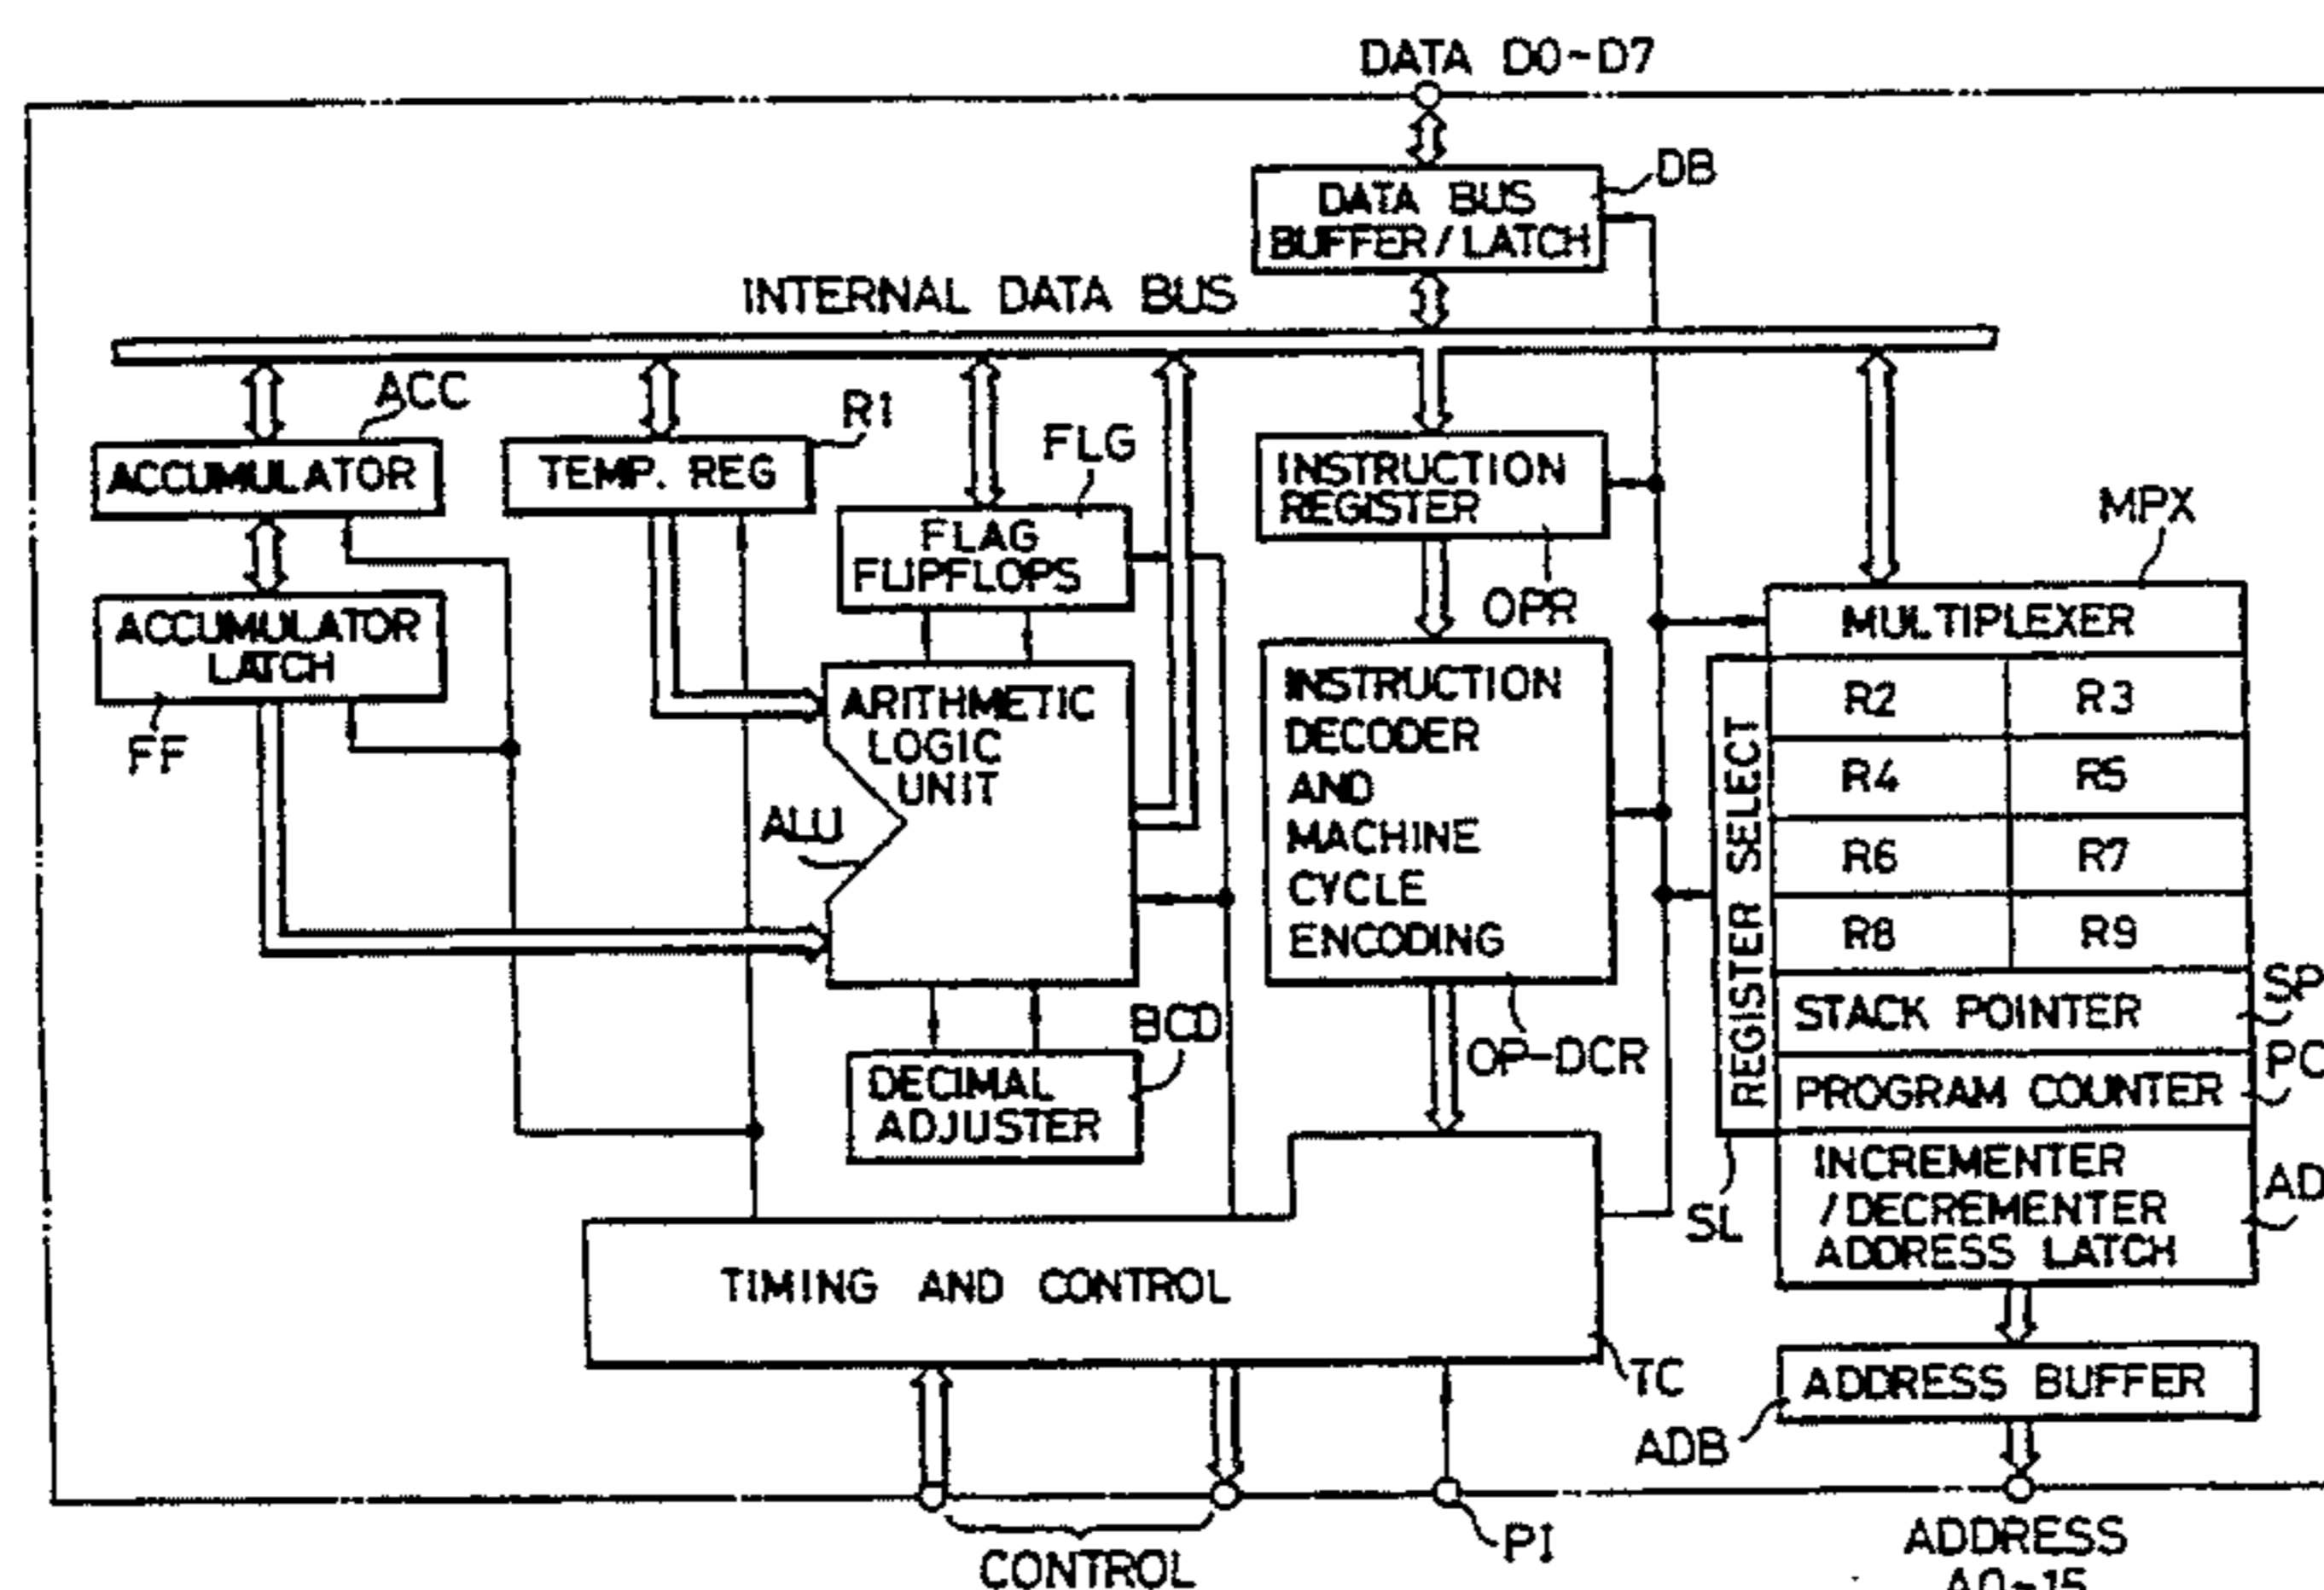 DATA D0~D7
DB
DATA BUS
BUFFER/LATCH
INTERNAL DATA BUS
ACC
R1
FLG
ACCUMULATOR
TEMP. REG
INSTRUCTION
REGISTER
MPX
FLAG
FLIPFLOPS
OPR
ACCUMULATOR
LATCH
MULTIPLEXER
FF
ARITHMETIC
LOGIC
UNIT
ALU
INSTRUCTION
DECODER
AND
MACHINE
CYCLE
ENCODING
REGISTER SELECT
R2 R3
R4 R5
R6 R7
R8 R9
SP
STACK POINTER
BCD
OP-DCR
PC
PROGRAM COUNTER
DECIMAL
ADJUSTER
INCREMENTER
/DECREMENTER
ADDRESS LATCH
AD
SL
TIMING AND CONTROL
TC
ADDRESS BUFFER
ADB
PI
CONTROL
ADDRESS
A0~15